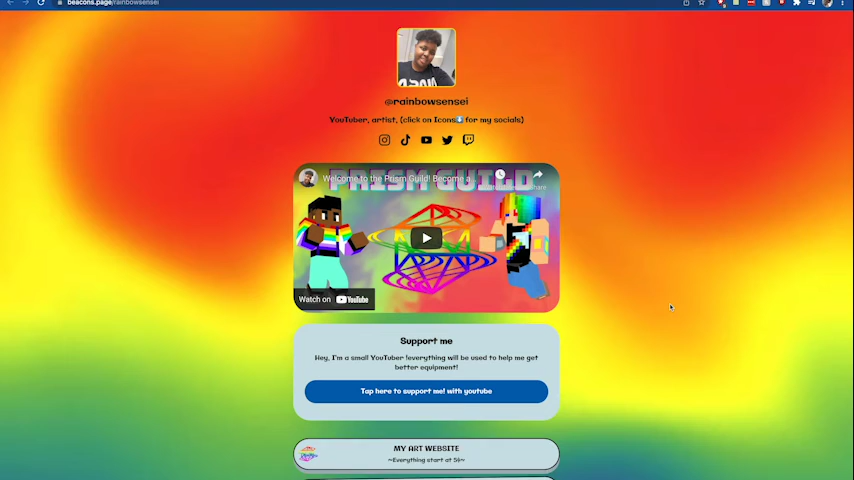 beacons.page/rainbowsensei
@rainbowsensei
YouTuber, artist, (click on Icons for my socials)
Welcome to the Prism Guild! Become a
PRISM GUILD
Share
Watch on YouTube
Support me
Hey, I'm a small YouTuber !everything will be used to help me get
better equipment!
Tap here to support me! with youtube
MY ART WEBSITE
~Everything start at 5$~